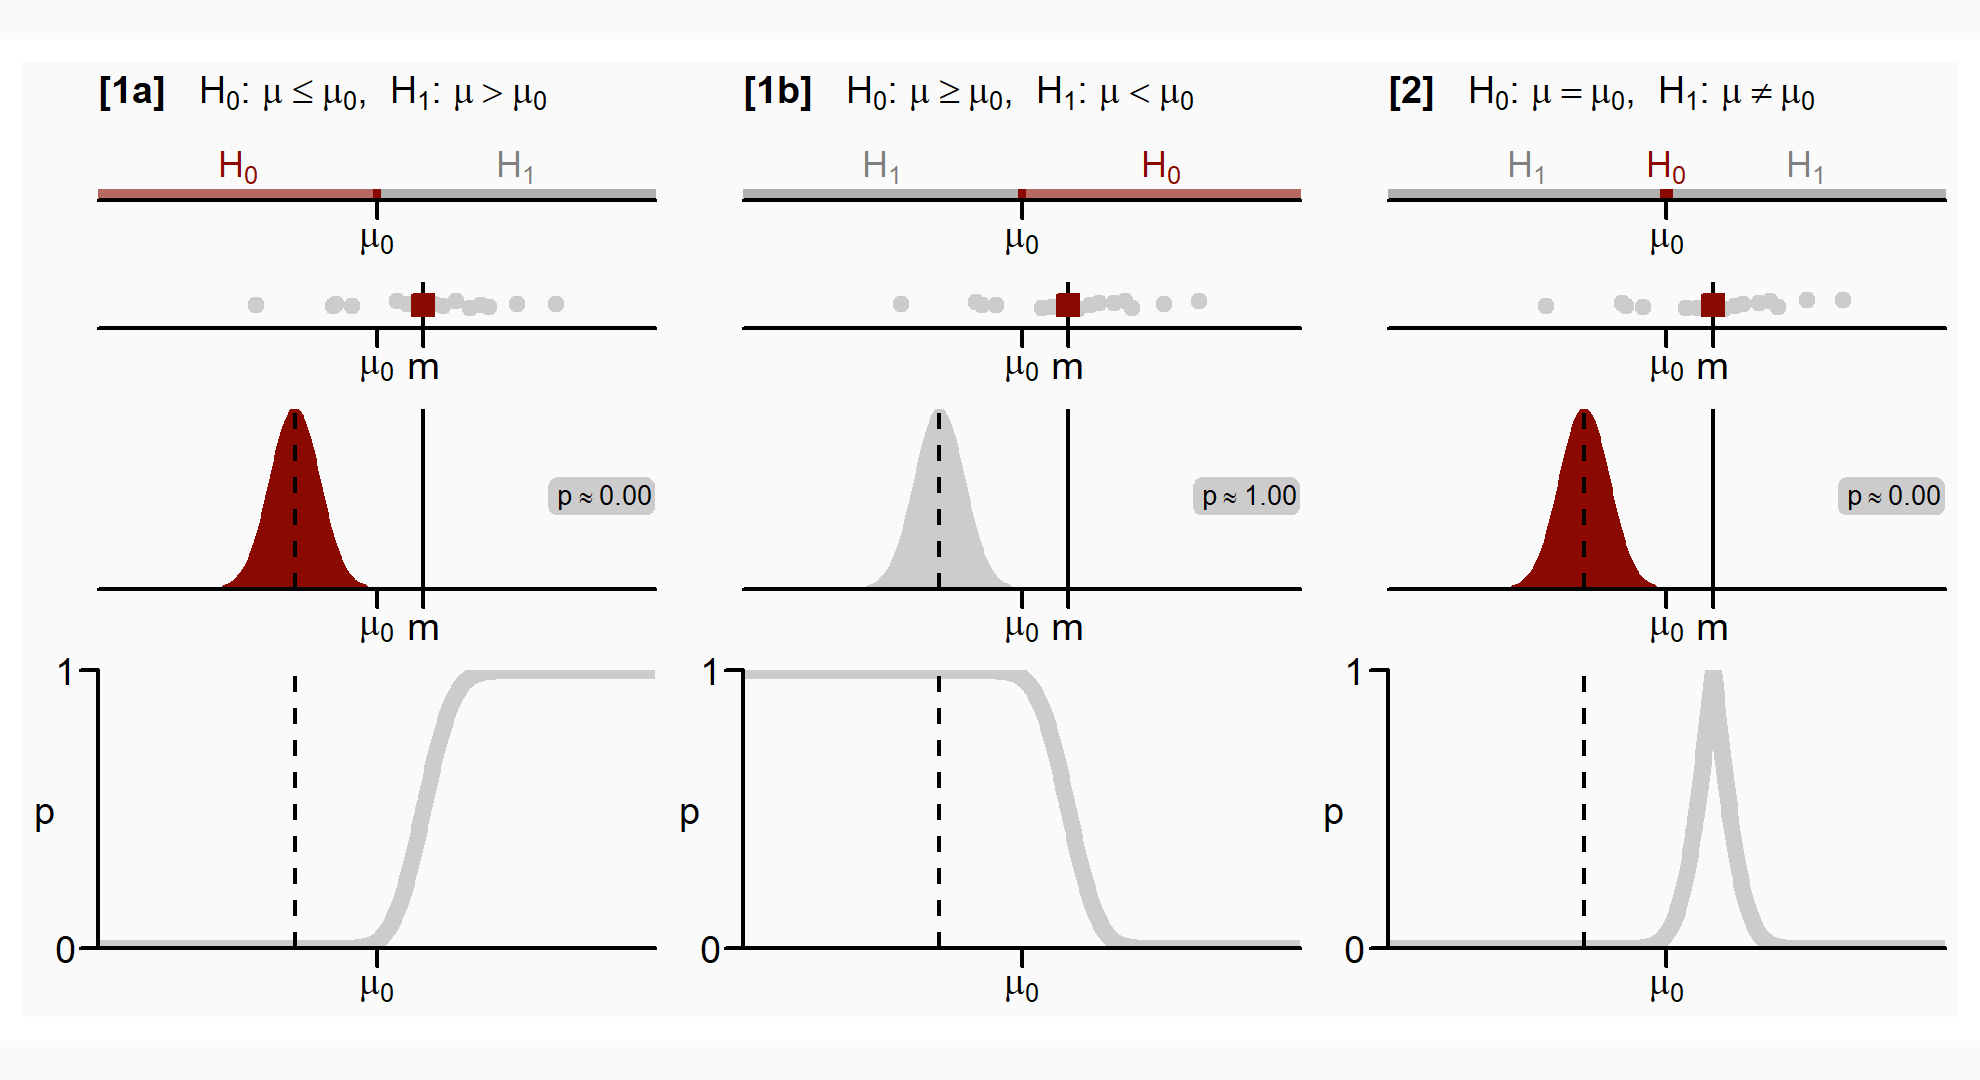 [1a] H₀: μ ≤ μ₀, H₁: μ > μ₀
H₀ H₁
μ₀
μ₀ m
p ≈ 0.00
μ₀ m
1
p
0
μ₀
[1b] H₀: μ ≥ μ₀, H₁: μ < μ₀
H₁ H₀
μ₀
μ₀ m
p ≈ 1.00
μ₀ m
1
p
0
μ₀
[2] H₀: μ = μ₀, H₁: μ ≠ μ₀
H₁ H₀ H₁
μ₀
μ₀ m
p ≈ 0.00
μ₀ m
1
p
0
μ₀